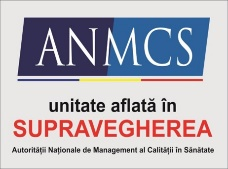 ANMCS
unitate aflată în
SUPRAVEGHEREA
Autorității Naționale de Management al Calității în Sănătate